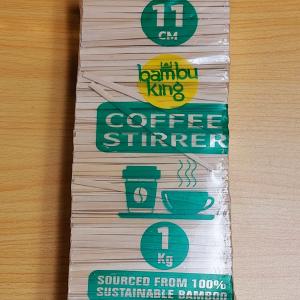 11
CM
bambu
king
COFFEE
STIRRER
1
Kg
SOURCED FROM 100%
SUSTAINABLE BAMBOO